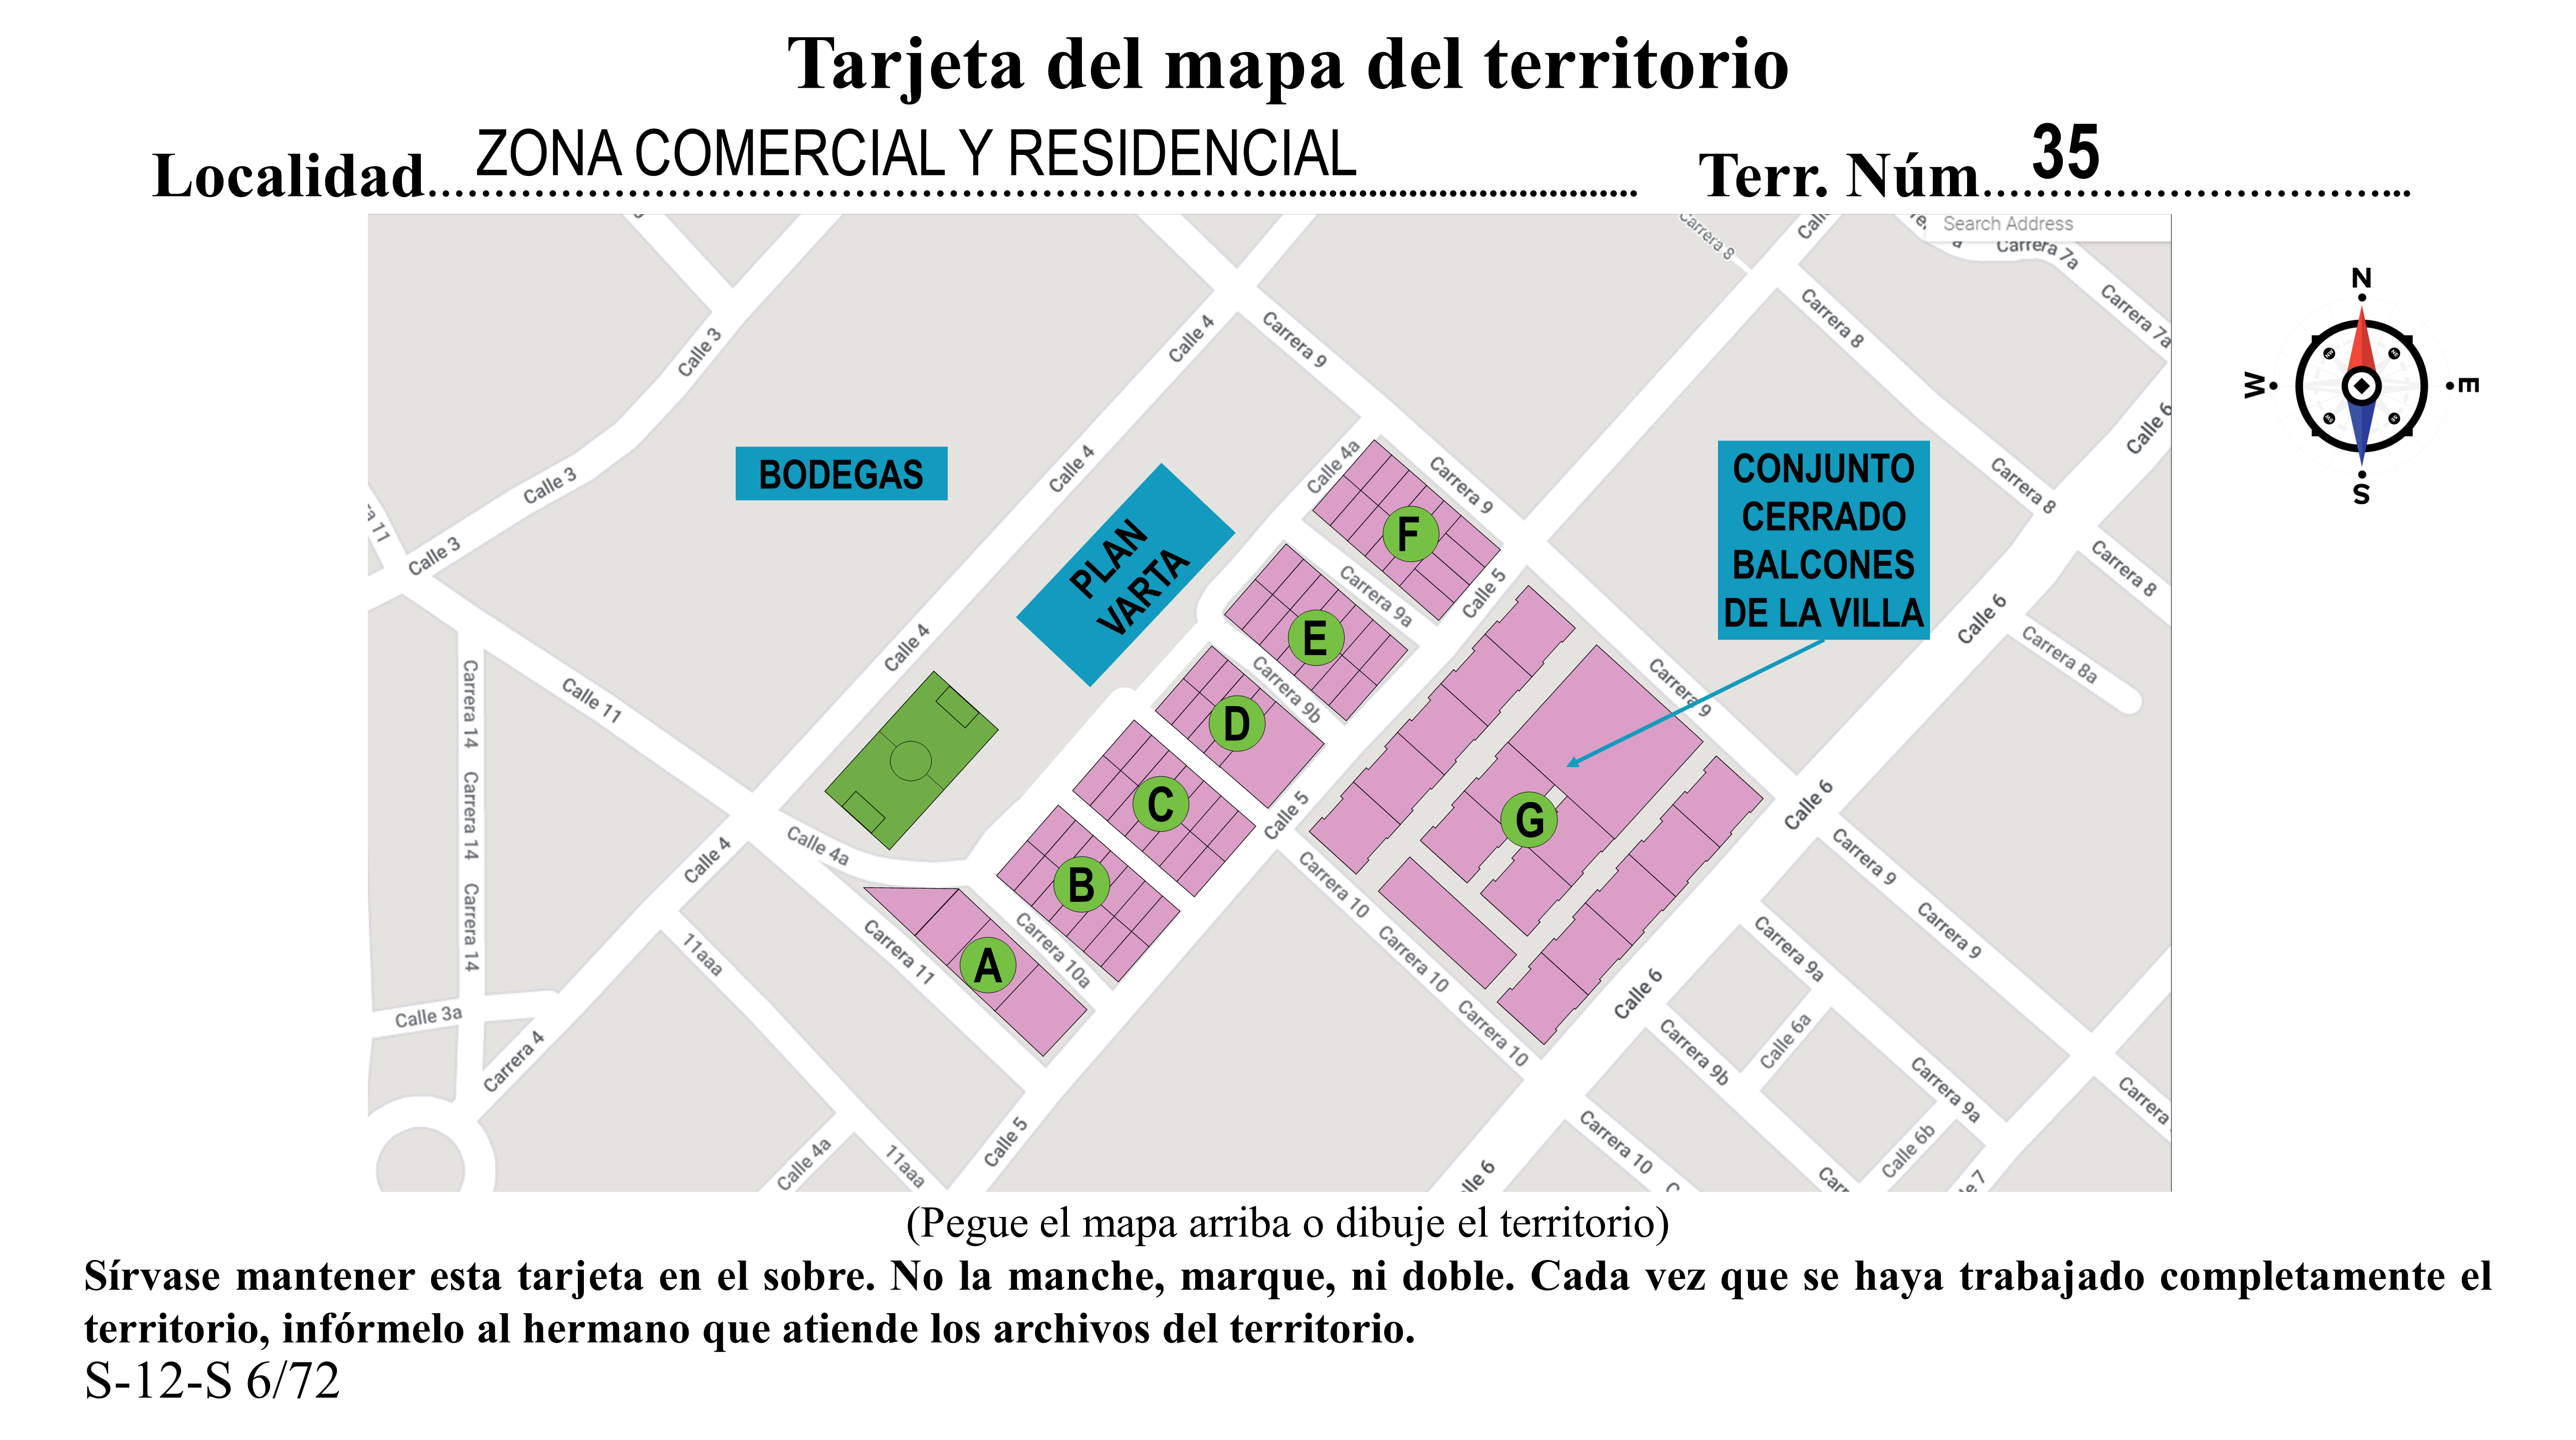 Tarjeta del mapa del territorio
Localidad ZONA COMERCIAL Y RESIDENCIAL Terr. Núm 35
Search Address
Carrera 8
Carrera 7a
Carrera 7a
Calle 3
Calle 4
Carrera 9
Carrera 8
Calle 6
Calle 3
BODEGAS
Calle 4
Calle 4a
Carrera 9
CONJUNTO
CERRADO
BALCONES
DE LA VILLA
Carrera 8
Carrera 8
N
W
E
S
Calle 3
PLAN
VARTA
F
Carrera 9a
Calle 5
Calle 6
Carrera 8a
Calle 4
E
Carrera 9b
Carrera 9
Carrera 14
Calle 11
D
Carrera 14
C
Calle 5
G
Calle 6
Calle 4
Calle 4a
B
Carrera 10
Carrera 9
Carrera 14
11aaa
Carrera 11
A
Carrera 10a
Carrera 10
Carrera 9a
Carrera 9
Calle 3a
Carrera 4
Carrera 10
Calle 6
Carrera 9b
Calle 6a
Carrera 9a
Carrera
Calle 4a
11aaa
Calle 5
Carrera 10
Calle 6b
(Pegue el mapa arriba o dibuje el territorio)
Sírvase mantener esta tarjeta en el sobre. No la manche, marque, ni doble. Cada vez que se haya trabajado completamente el
territorio, infórmelo al hermano que atiende los archivos del territorio.
S-12-S 6/72